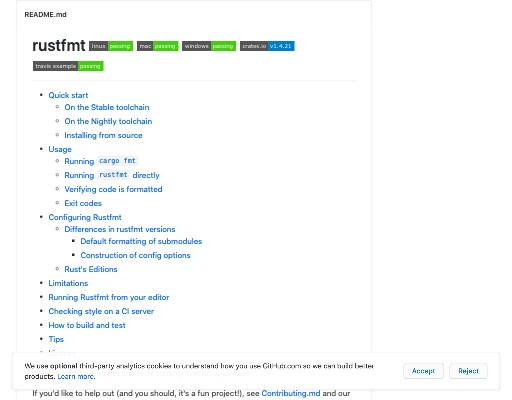 README.md
rustfmt linux passing mac passing windows passing crates.io v1.4.21
travis example passing
Quick start
On the Stable toolchain
On the Nightly toolchain
Installing from source
Usage
Running cargo fmt
Running rustfmt directly
Verifying code is formatted
Exit codes
Configuring Rustfmt
Differences in rustfmt versions
Default formatting of submodules
Construction of config options
Rust's Editions
Limitations
Running Rustfmt from your editor
Checking style on a CI server
How to build and test
Tips
We use optional third-party analytics cookies to understand how you use GitHub.com so we can build better
products. Learn more.
Accept
Reject
If you'd like to help out (and you should, it's a fun project!), see Contributing.md and our